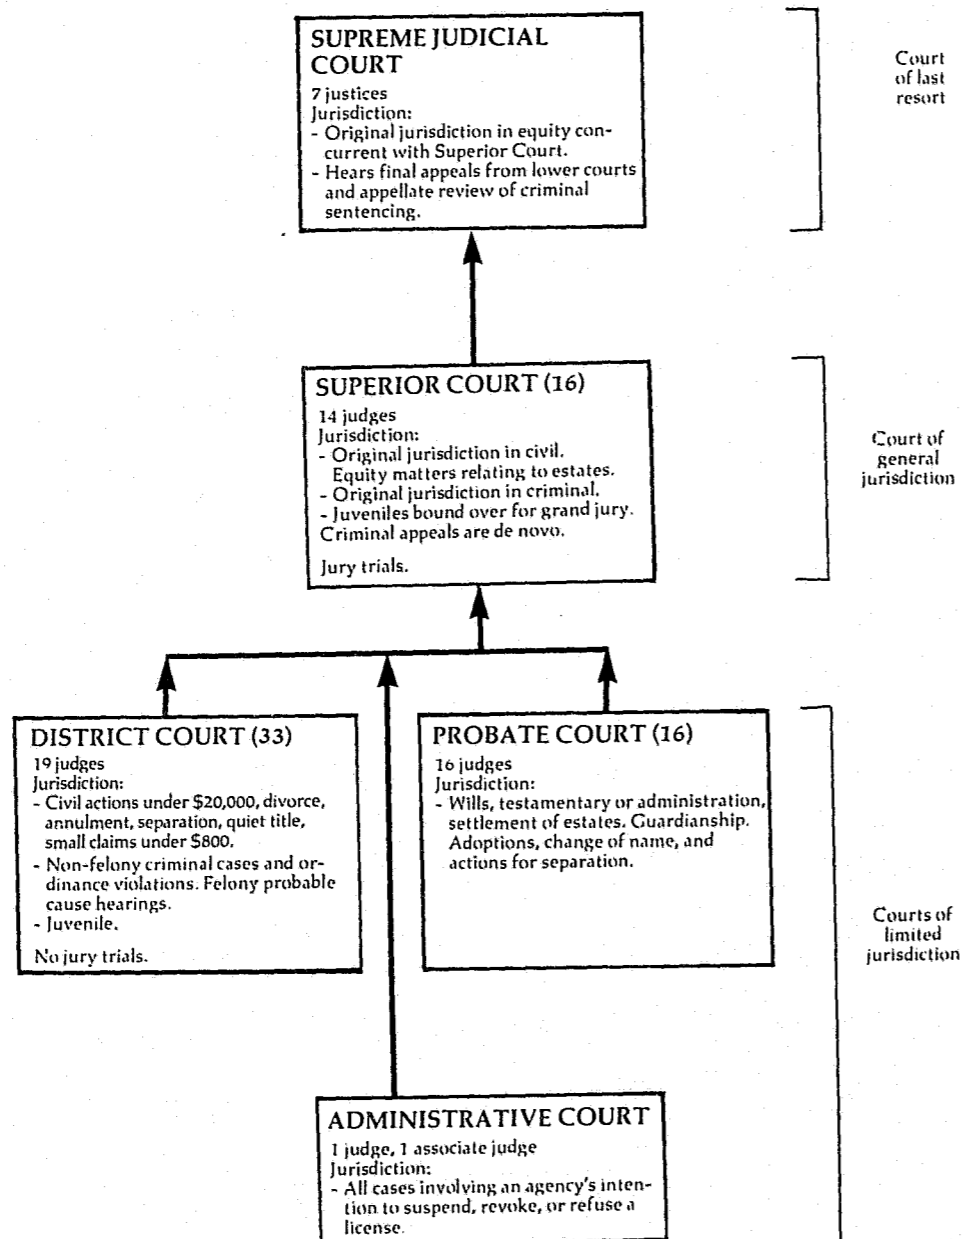 SUPREME JUDICIAL
COURT
7 justices
Jurisdiction:
- Original jurisdiction in equity con-
current with Superior Court.
- Hears final appeals from lower courts
and appellate review of criminal
sentencing.
Court
of last
resort
SUPERIOR COURT (16)
14 judges
Jurisdiction:
- Original jurisdiction in civil.
Equity matters relating to estates.
- Original jurisdiction in criminal.
- Juveniles bound over for grand jury.
Criminal appeals are de novo.
Jury trials.
Court of
general
jurisdiction
DISTRICT COURT (33)
19 judges
Jurisdiction:
- Civil actions under $20,000, divorce,
annulment, separation, quiet title,
small claims under $800.
- Non-felony criminal cases and or-
dinance violations. Felony probable
cause hearings.
- Juvenile.
No jury trials.
PROBATE COURT (16)
16 judges
Jurisdiction:
- Wills, testamentary or administration,
settlement of estates. Guardianship.
Adoptions, change of name, and
actions for separation.
Courts of
limited
jurisdiction
ADMINISTRATIVE COURT
1 judge, 1 associate judge
Jurisdiction:
- All cases involving an agency's inten-
tion to suspend, revoke, or refuse a
license.